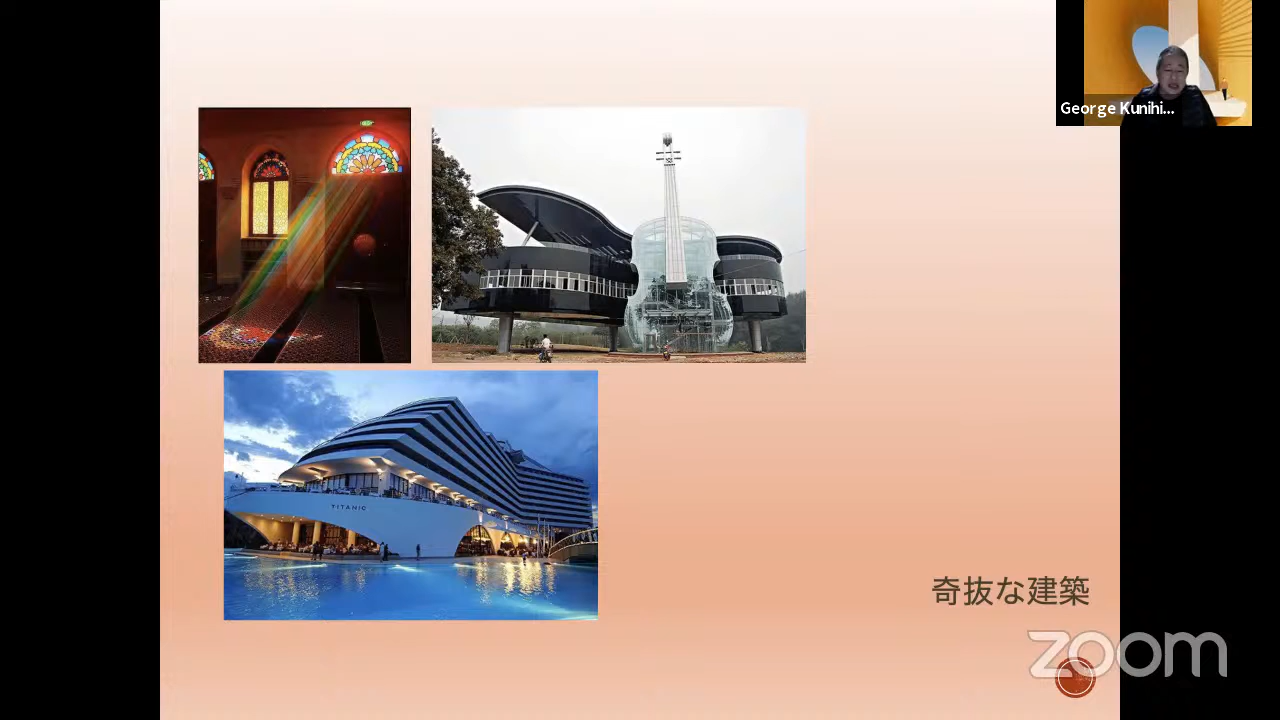 George Kunihi...
TITANIC
奇抜な建築
zoom